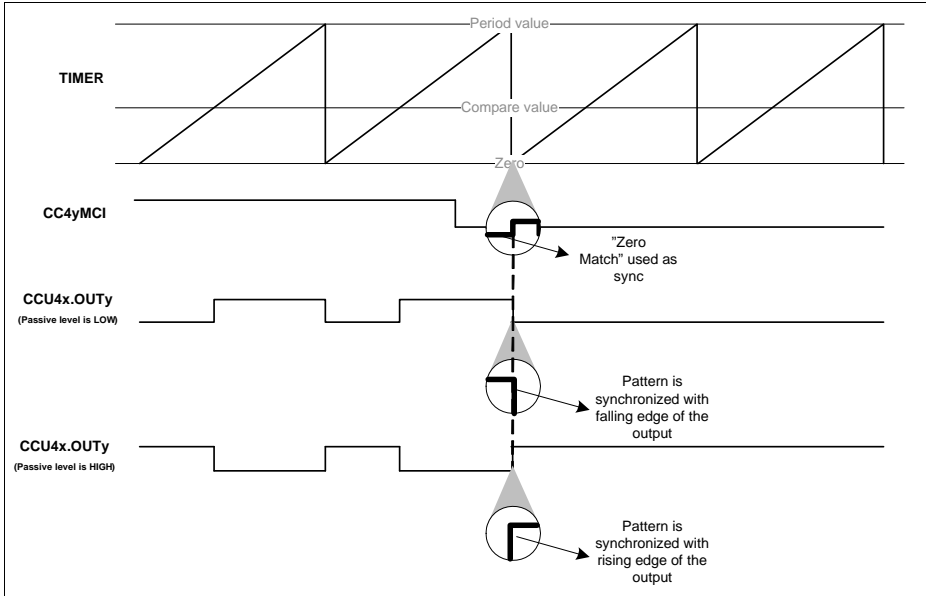 Period value
TIMER
Compare value
Zero
CC4yMCI
"Zero
Match" used as
sync
CCU4x.OUTy
(Passive level is LOW)
Pattern is
synchronized with
falling edge of the
output
CCU4x.OUTy
(Passive level is HIGH)
Pattern is
synchronized with
rising edge of the
output